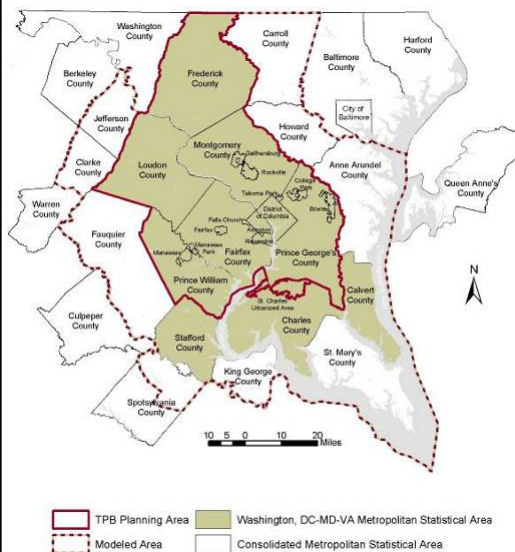 Washington
County
Carroll
County
Harford
County
Baltimore
County
Berkeley
County
Frederick
County
City of
Baltimore
Jefferson
County
Howard
County
Montgomery
County
Gaithersburg
Clarke
County
Loudon
County
Rockville
Anne Arundel
County
Queen Anne's
County
College
Park
Takoma Park
District
of Columbia
Bowie
Warren
County
Falls Church
Fauquier
County
Fairfax
Arlington
Alexandria
Manassas
Park
Manassas
Fairfax
County
Prince George's
County
Prince William
County
Calvert
County
St. Charles
Urbanized Area
N
Culpeper
County
Charles
County
Stafford
County
St. Mary's
County
King George
County
Spotsylvania
County
10 5 0 10 20
Miles
TPB Planning Area
Washington, DC-MD-VA Metropolitan Statistical Area
Modeled Area
Consolidated Metropolitan Statistical Area